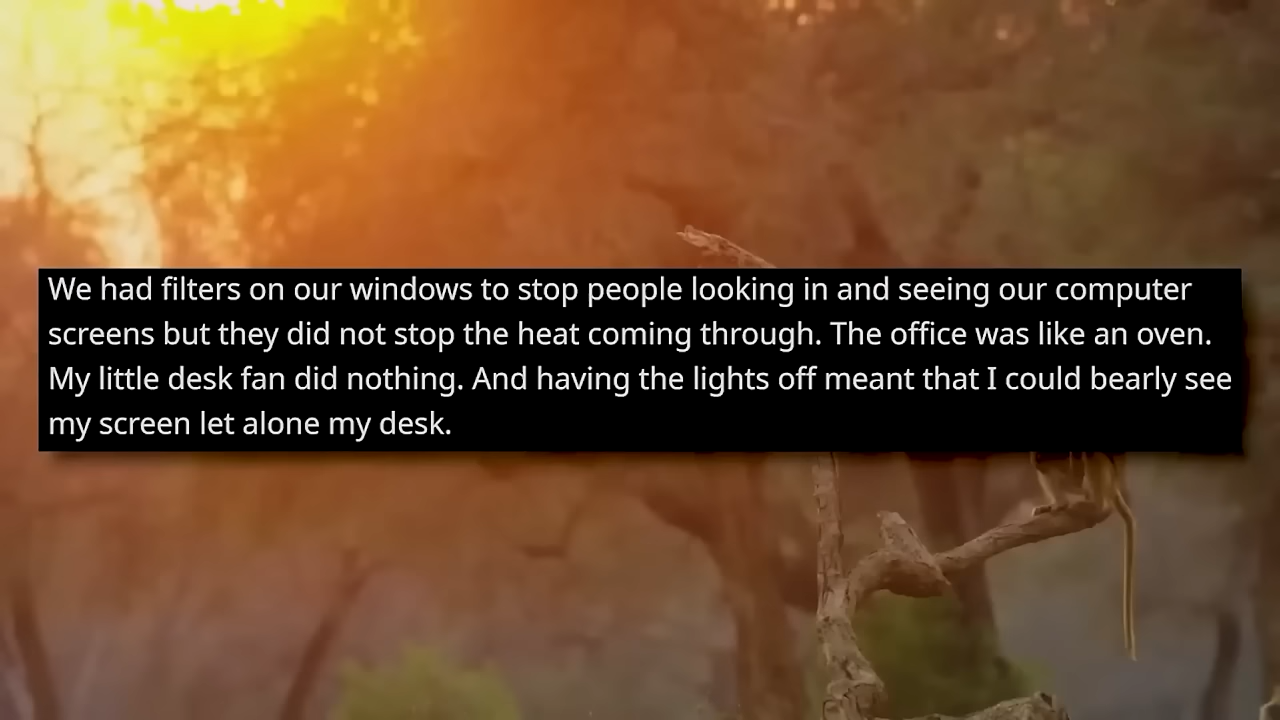 We had filters on our windows to stop people looking in and seeing our computer
screens but they did not stop the heat coming through. The office was like an oven.
My little desk fan did nothing. And having the lights off meant that I could bearly see
my screen let alone my desk.